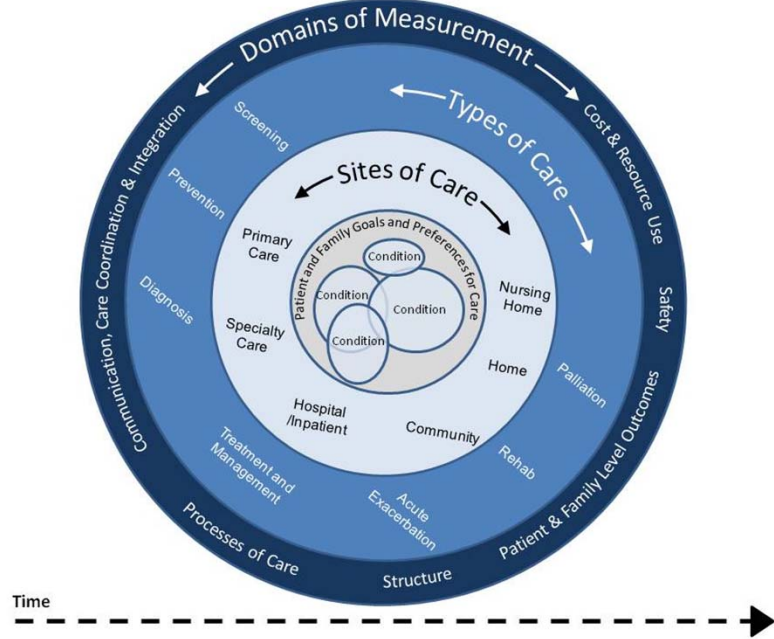 Domains of Measurement
Communication, Care Coordination & Integration
Cost & Resource Use
Safety
Patient & Family Level Outcomes
Structure
Processes of Care
Types of Care
Screening
Prevention
Diagnosis
Treatment and
Management
Acute
Exacerbation
Rehab
Palliation
Sites of Care
Primary
Care
Specialty
Care
Hospital
/Inpatient
Community
Home
Nursing
Home
Patient and Family Goals and Preferences for Care
Condition
Condition
Condition
Condition
Time